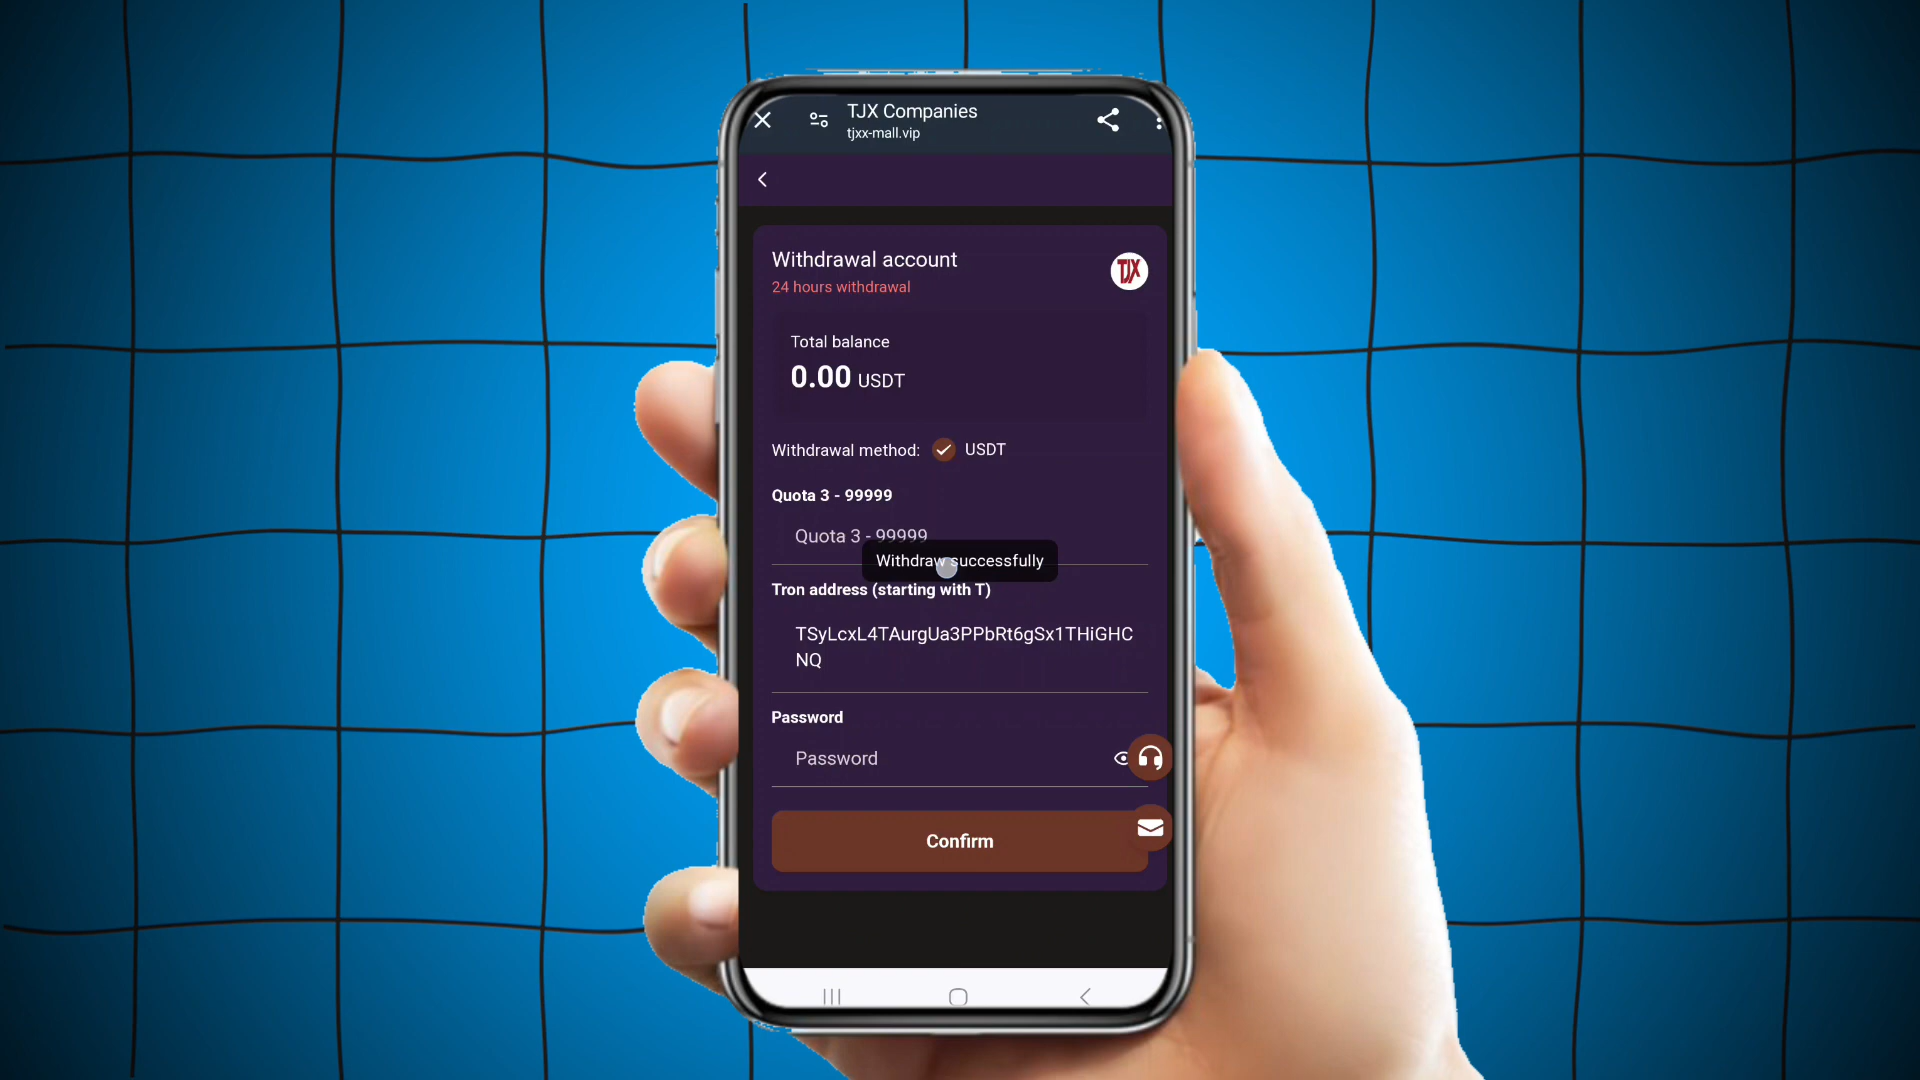 TJX Companies
tjxx-mall.vip
Withdrawal account
24 hours withdrawal
TJX
Total balance
0.00 USDT
Withdrawal method: USDT
Quota 3 - 99999
Quota 3 - 99999
Withdraw successfully
Tron address (starting with T)
TSyLcxL4TAurgUa3PPbRt6gSx1THiGHC
NQ
Password
Password
Confirm